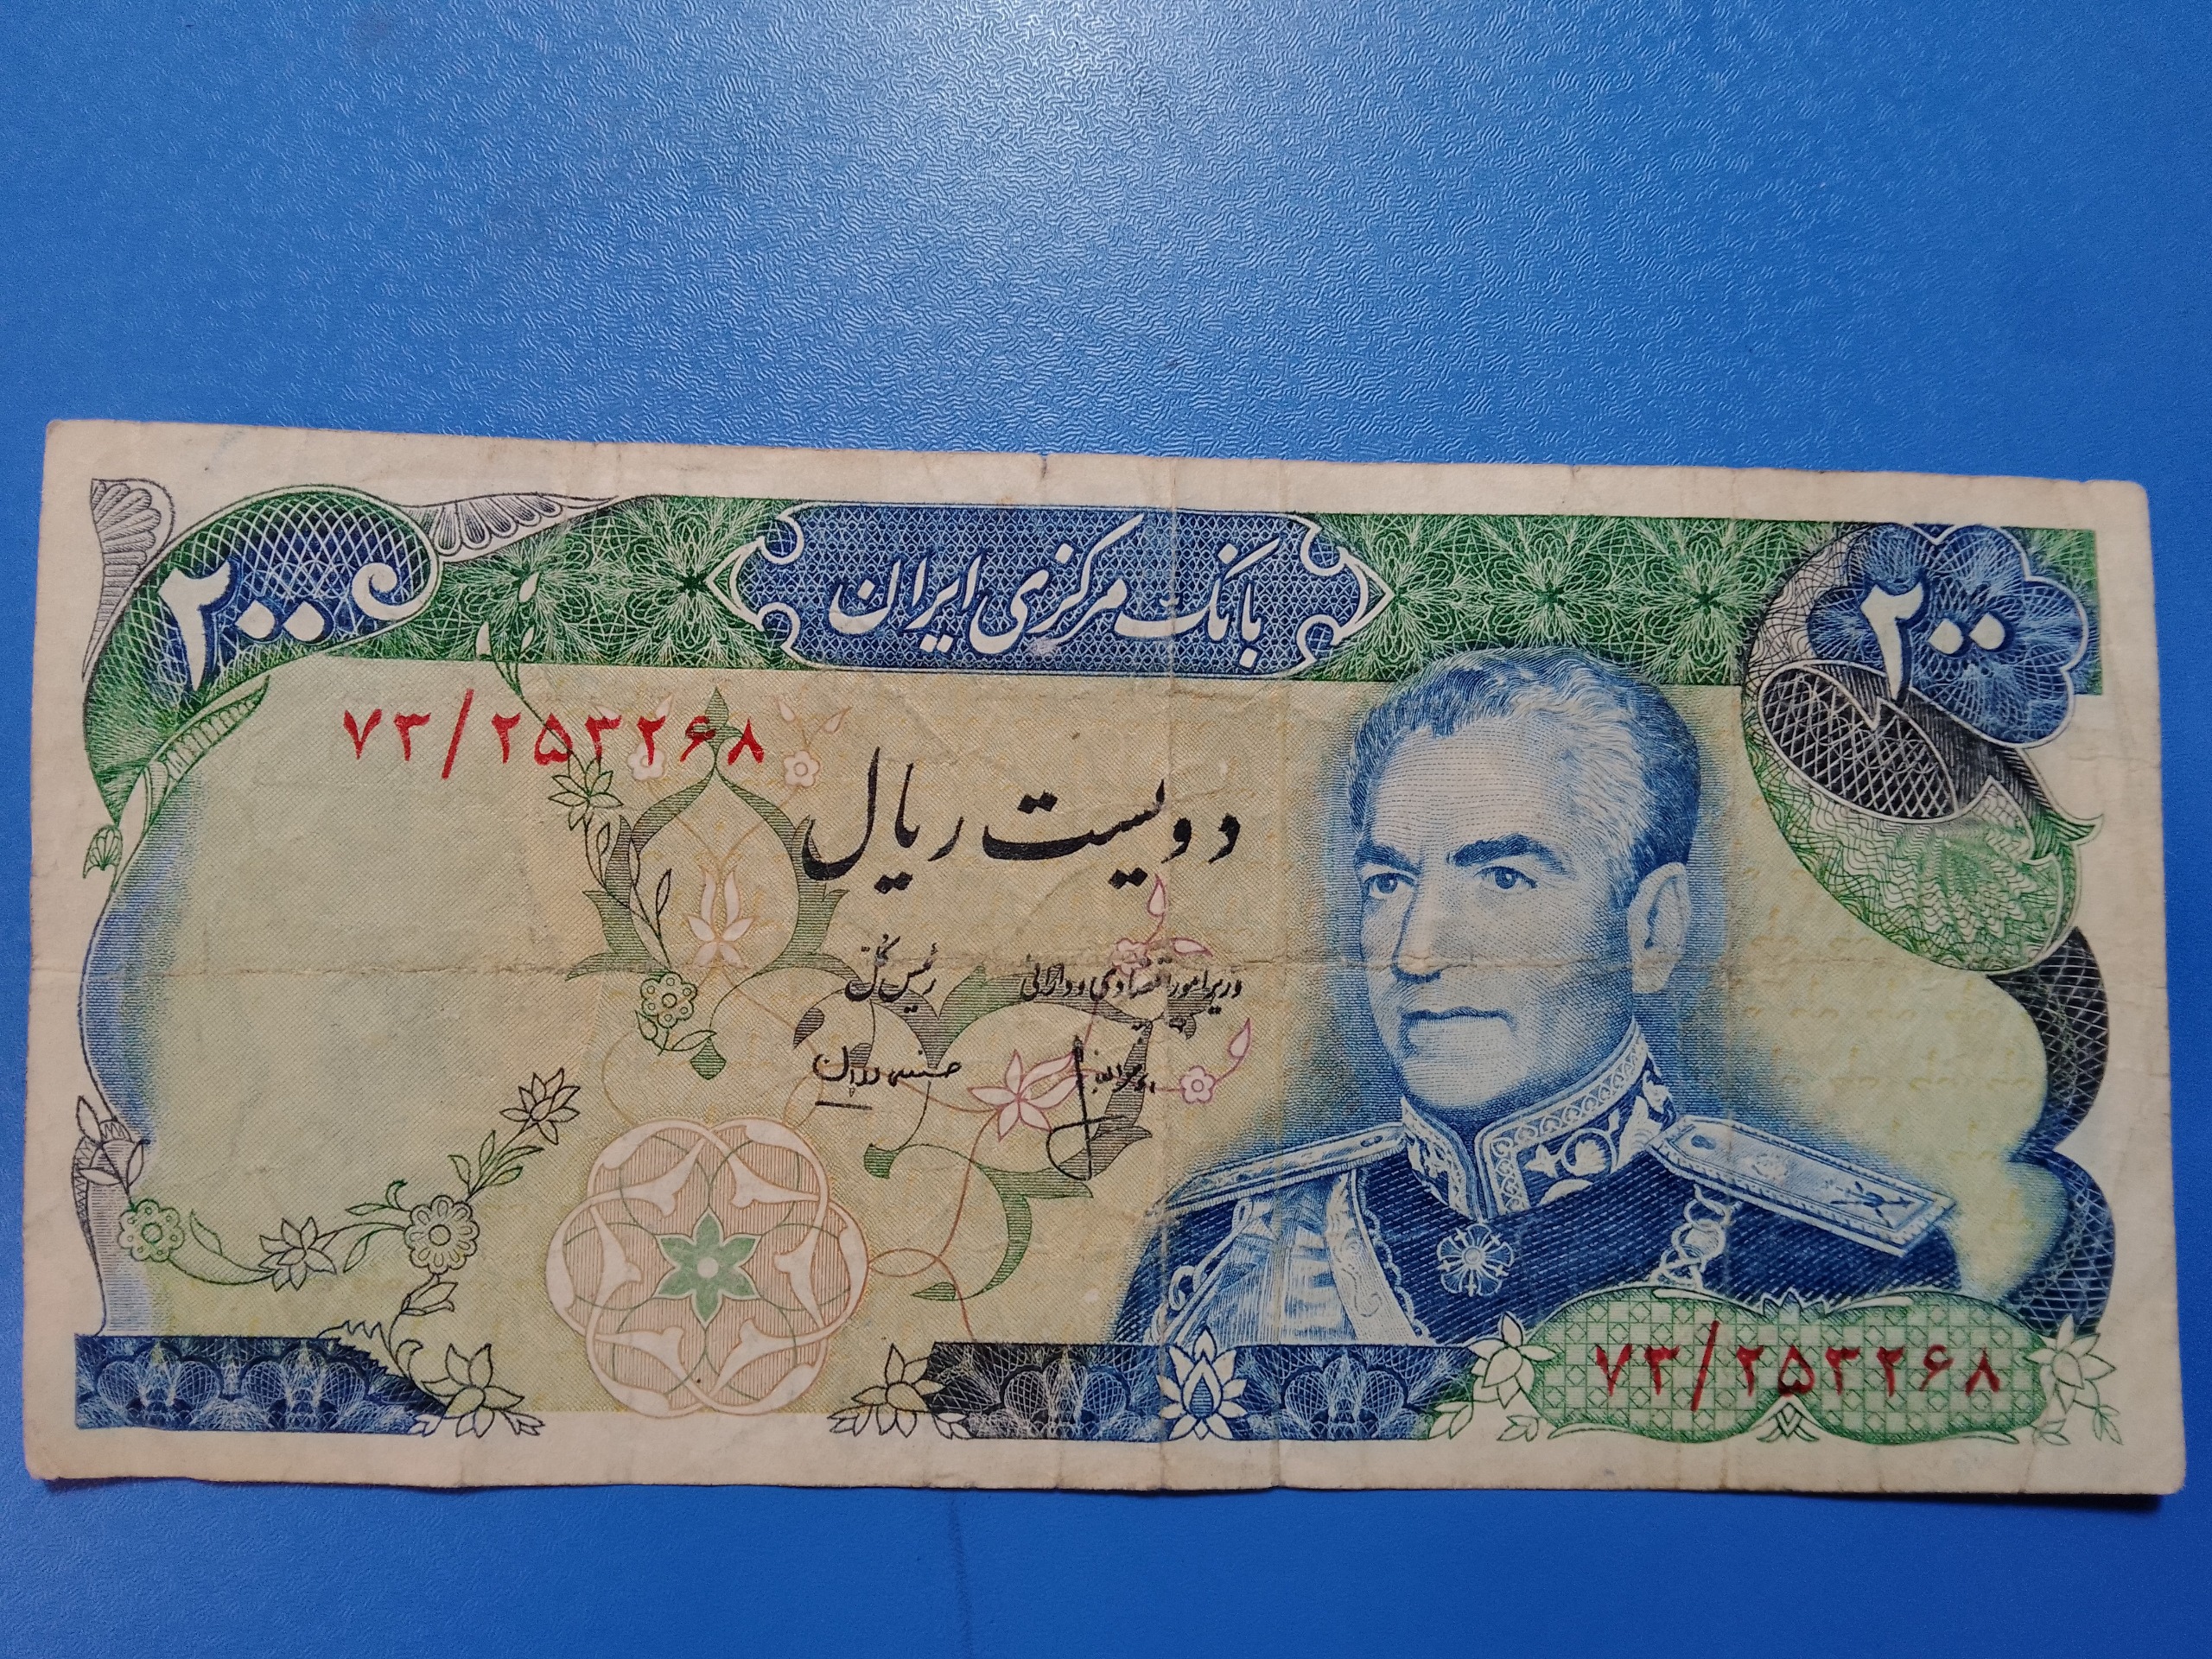 بانک مرکزی ایران
۲۰۰
۲۰۰
۷۳/۲۵۳۲۶۸
دویست ریال
وزیر امور اقتصادی و دارائی
رئیس کل
۷۳/۲۵۳۲۶۸